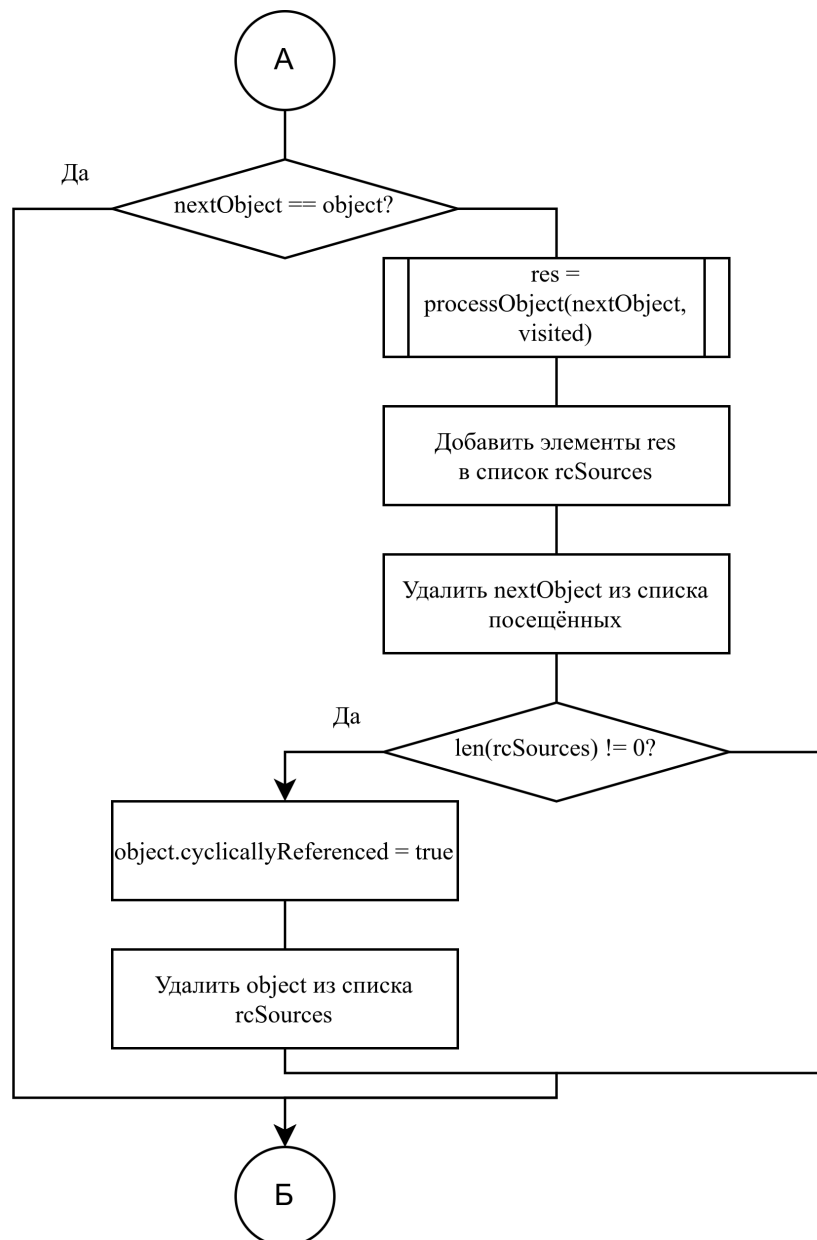 А
Да
nextObject == object?
res =
processObject(nextObject,
visited)
Добавить элементы res
в список rcSources
Удалить nextObject из списка
посещённых
Да
len(rcSources) != 0?
object.cyclicallyReferenced = true
Удалить object из списка
rcSources
Б